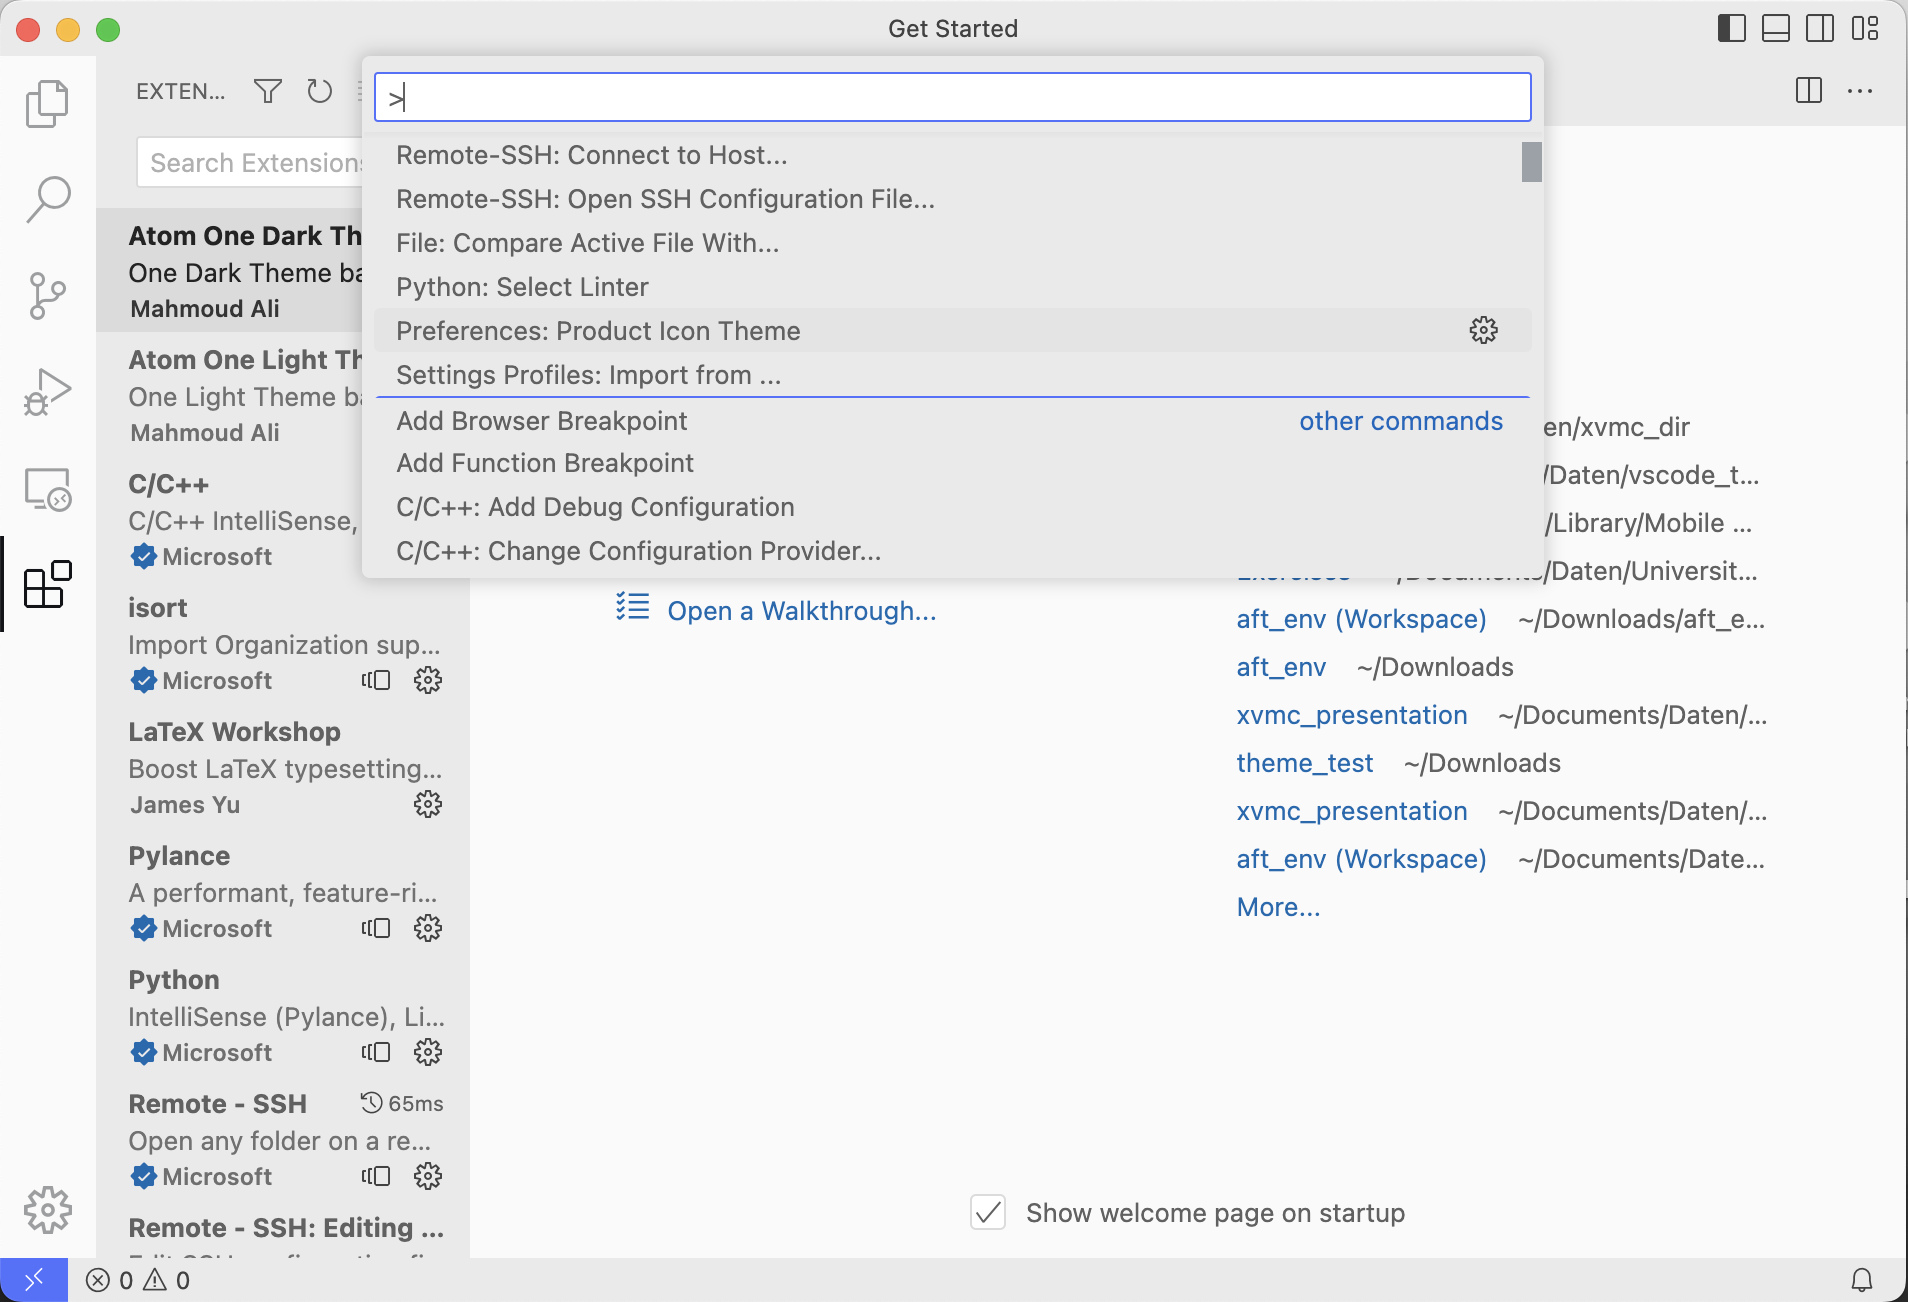 Get Started
EXTEN...
>
Search Extensions
Remote-SSH: Connect to Host...
Remote-SSH: Open SSH Configuration File...
File: Compare Active File With...
Python: Select Linter
Preferences: Product Icon Theme
Settings Profiles: Import from ...
Add Browser Breakpoint other commands
Add Function Breakpoint
C/C++: Add Debug Configuration
C/C++: Change Configuration Provider...
Atom One Dark Th
One Dark Theme ba
Mahmoud Ali
Atom One Light Th
One Light Theme ba
Mahmoud Ali
C/C++
C/C++ IntelliSense,
Microsoft
isort
Import Organization sup...
Microsoft
LaTeX Workshop
Boost LaTeX typesetting...
James Yu
Pylance
A performant, feature-ri...
Microsoft
Python
IntelliSense (Pylance), Li...
Microsoft
Remote - SSH 65ms
Open any folder on a re...
Microsoft
Remote - SSH: Editing ...
Open a Walkthrough...
en/xvmc_dir
/Daten/vscode_t...
/Library/Mobile ...
/Documents/Daten/Universit...
aft_env (Workspace) ~/Downloads/aft_e...
aft_env ~/Downloads
xvmc_presentation ~/Documents/Daten/...
theme_test ~/Downloads
xvmc_presentation ~/Documents/Daten/...
aft_env (Workspace) ~/Documents/Date...
More...
Show welcome page on startup
0 0